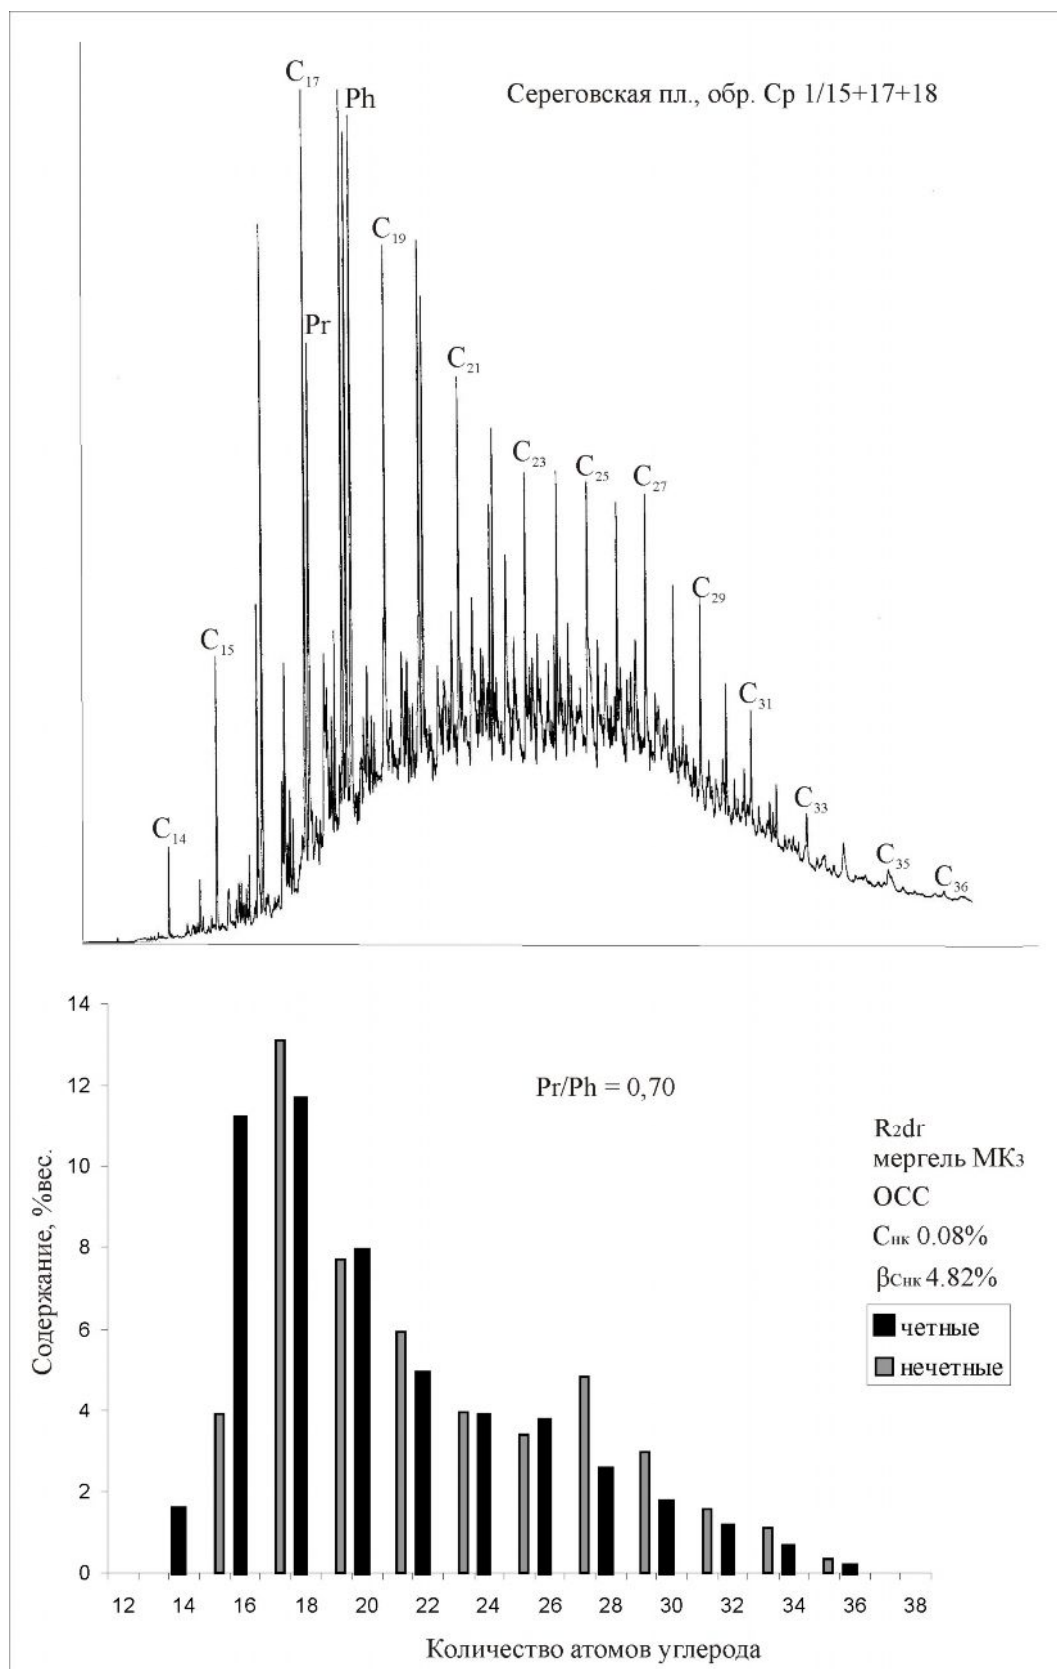 Сереговская пл., обр. Ср 1/15+17+18
C17
Ph
C19
Pr
C21
C23
C25
C27
C29
C15
C31
C14
C33
C35
C36
14
12
10
8
6
4
2
0
Содержание, %вес.
Pr/Ph = 0,70
R2dr
мергель МК3
ОСС
Снк 0.08%
βСнк 4.82%
четные
нечетные
12 14 16 18 20 22 24 26 28 30 32 34 36 38
Количество атомов углерода